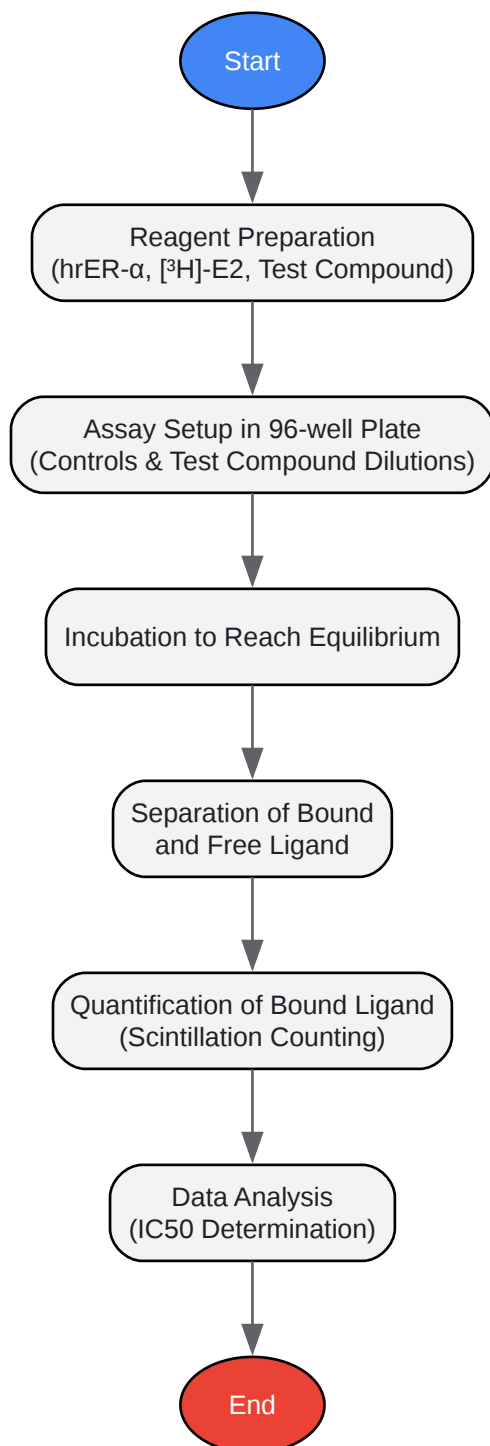 Start
Reagent Preparation
(hrER-α, [³H]-E2, Test Compound)
Assay Setup in 96-well Plate
(Controls & Test Compound Dilutions)
Incubation to Reach Equilibrium
Separation of Bound
and Free Ligand
Quantification of Bound Ligand
(Scintillation Counting)
Data Analysis
(IC50 Determination)
End